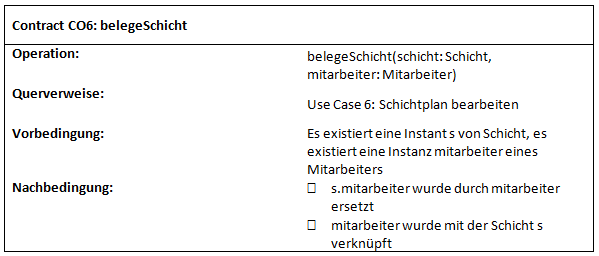 Contract CO6: belegeSchicht
Operation:
belegeSchicht(schicht: Schicht,
mitarbeiter: Mitarbeiter)
Querverweise:
Use Case 6: Schichtplan bearbeiten
Vorbedingung:
Es existiert eine Instant s von Schicht, es
existiert eine Instanz mitarbeiter eines
Mitarbeiters
Nachbedingung:
s.mitarbeiter wurde durch mitarbeiter
ersetzt
mitarbeiter wurde mit der Schicht s
verknüpft